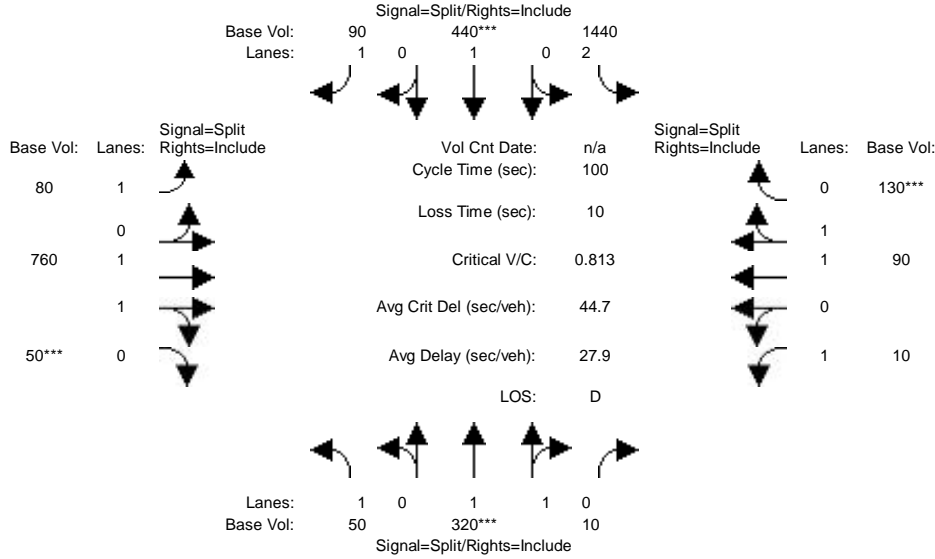 Signal=Split/Rights=Include
Base Vol: 90 440*** 1440
Lanes: 1 0 1 0 2
Signal=Split
Rights=Include
Base Vol: Lanes:
Vol Cnt Date: n/a
Signal=Split
Rights=Include
Lanes: Base Vol:
Cycle Time (sec): 100
80 1
0 130***
Loss Time (sec): 10
0
1
760 1
Critical V/C: 0.813
1 90
1
Avg Crit Del (sec/veh): 44.7
0
50*** 0
Avg Delay (sec/veh): 27.9
1 10
LOS: D
Lanes: 1 0 1 1 0
Base Vol: 50 320*** 10
Signal=Split/Rights=Include